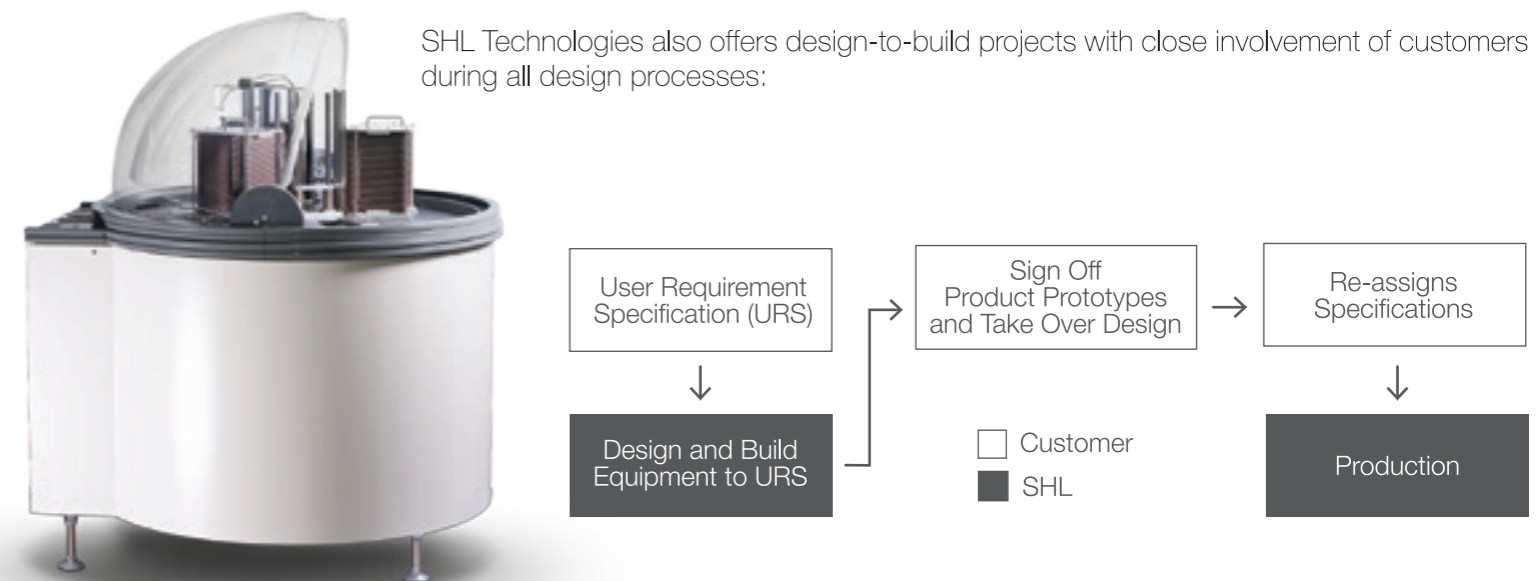 SHL Technologies also offers design-to-build projects with close involvement of customers
during all design processes:
User Requirement
Specification (URS)
Design and Build
Equipment to URS
Sign Off
Product Prototypes
and Take Over Design
Re-assigns
Specifications
Production
Customer
SHL